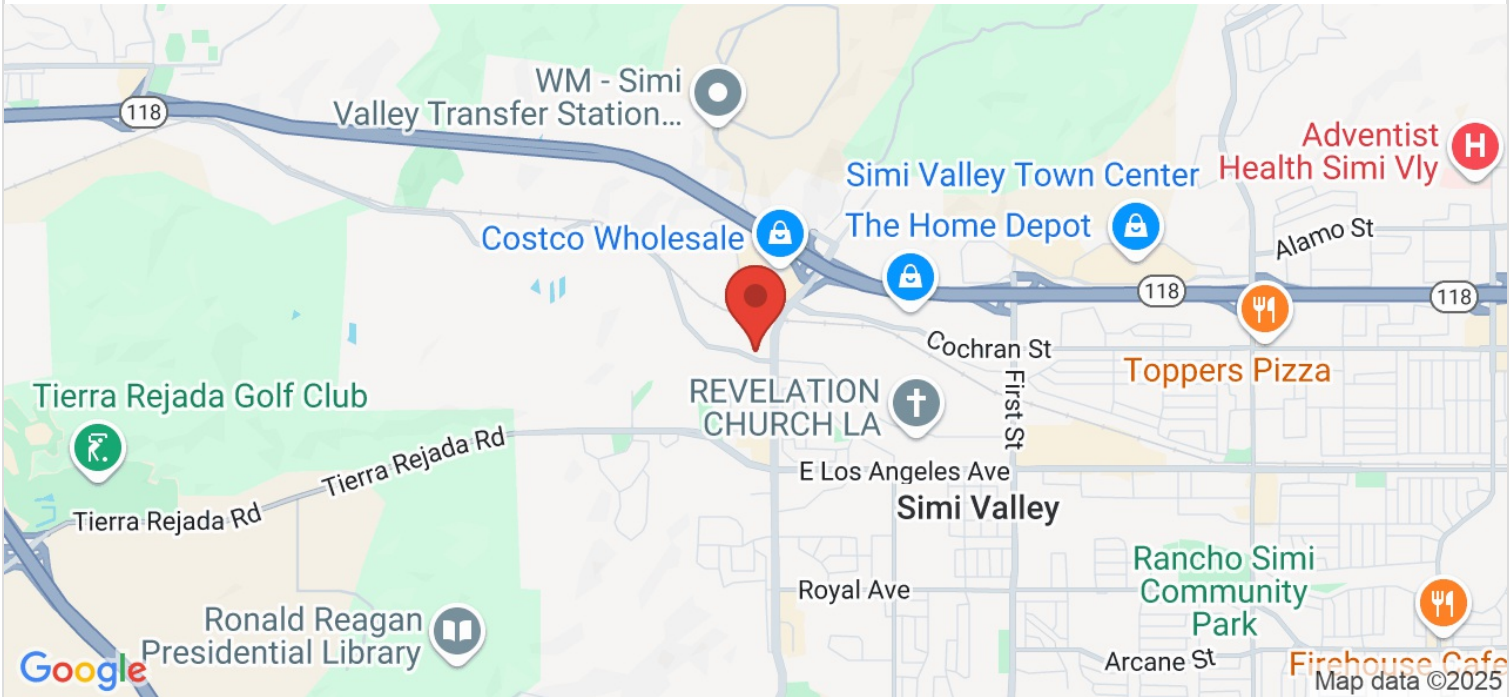 118
WM - Simi
Valley Transfer Station...
Adventist
Health Simi Vly
H
Simi Valley Town Center
Costco Wholesale
The Home Depot
Alamo St
118
118
Cochran St
Toppers Pizza
First St
REVELATION
CHURCH LA
Tierra Rejada Golf Club
Tierra Rejada Rd
E Los Angeles Ave
Tierra Rejada Rd
Simi Valley
Rancho Simi
Community
Park
Royal Ave
Ronald Reagan
Presidential Library
Arcane St
Firehouse Cafe
Google
Map data ©2025